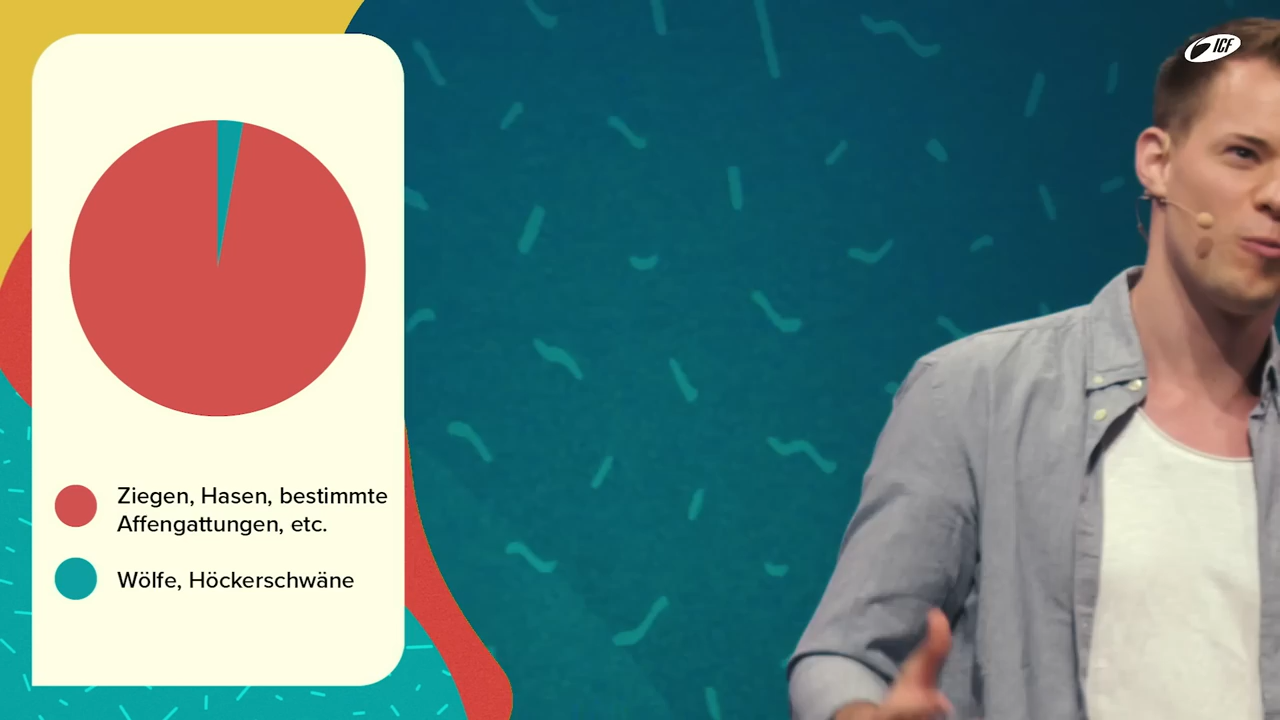 ICF
Ziegen, Hasen, bestimmte
Affengattungen, etc.
Wölfe, Höckerschwäne